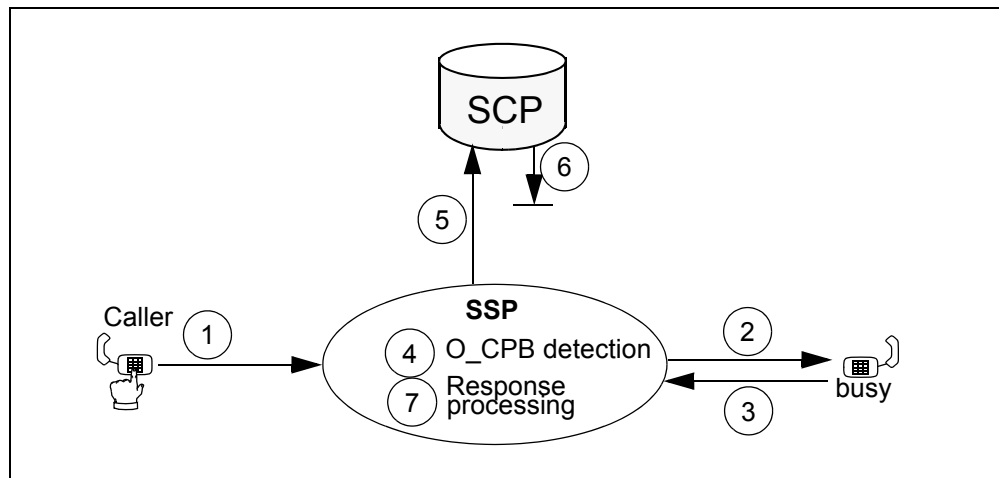 SCP
6
5
SSP
Caller
1
4 O_CPB detection
2
7 Response
processing
busy
3